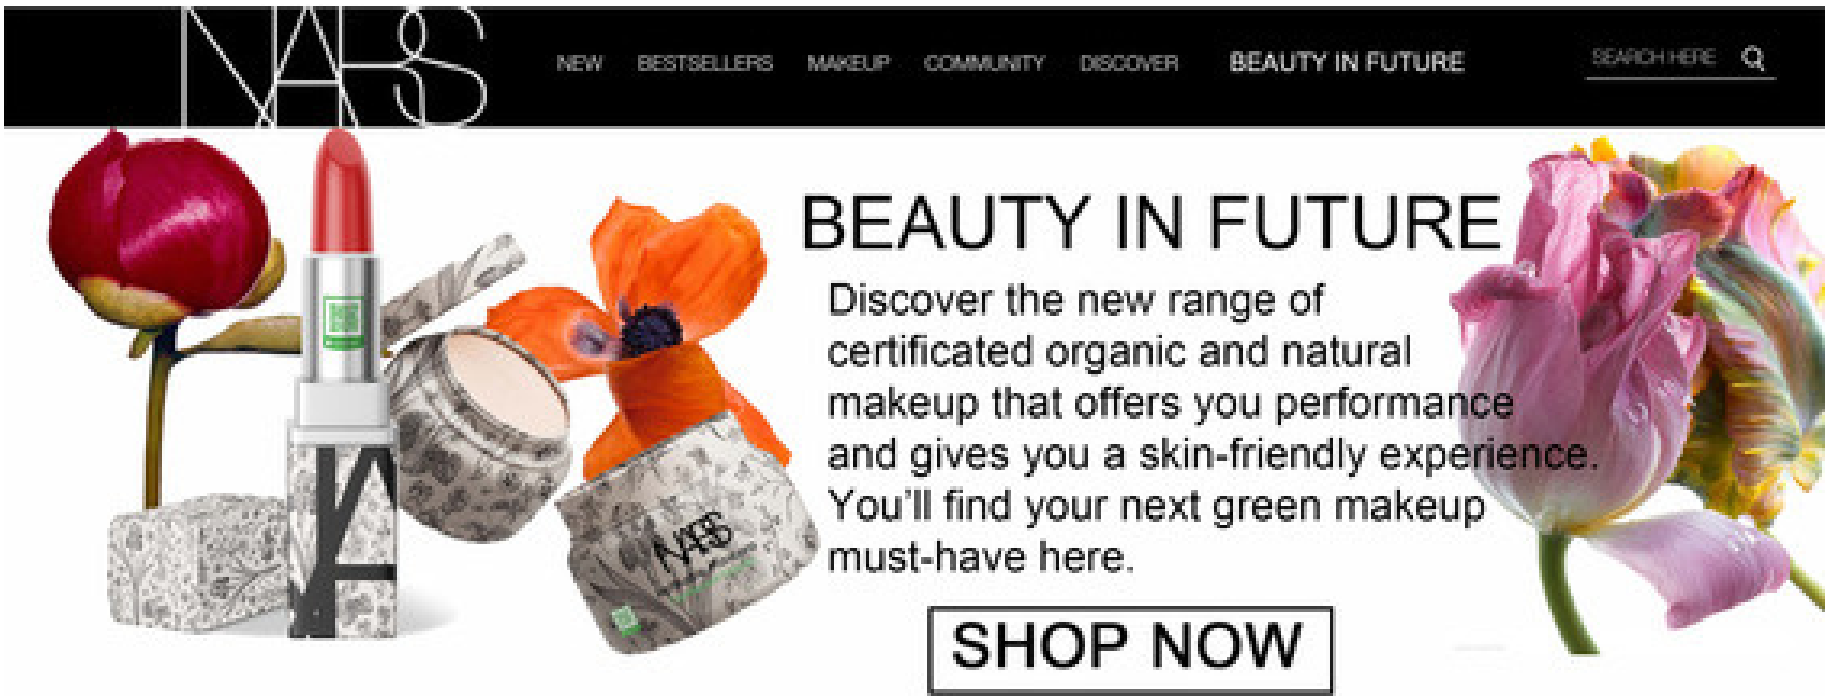 NARS
NEW BESTSELLERS MAKEUP COMMUNITY DISCOVER BEAUTY IN FUTURE SEARCH HERE
BEAUTY IN FUTURE
Discover the new range of
certificated organic and natural
makeup that offers you performance
and gives you a skin-friendly experience.
You'll find your next green makeup
must-have here.
SHOP NOW
NARS